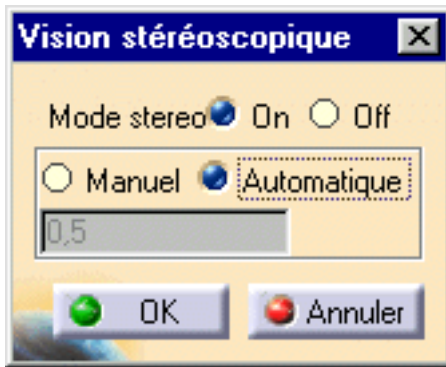 Vision stéréoscopique
Mode stereo On Off
Manuel Automatique
0,5
OK Annuler